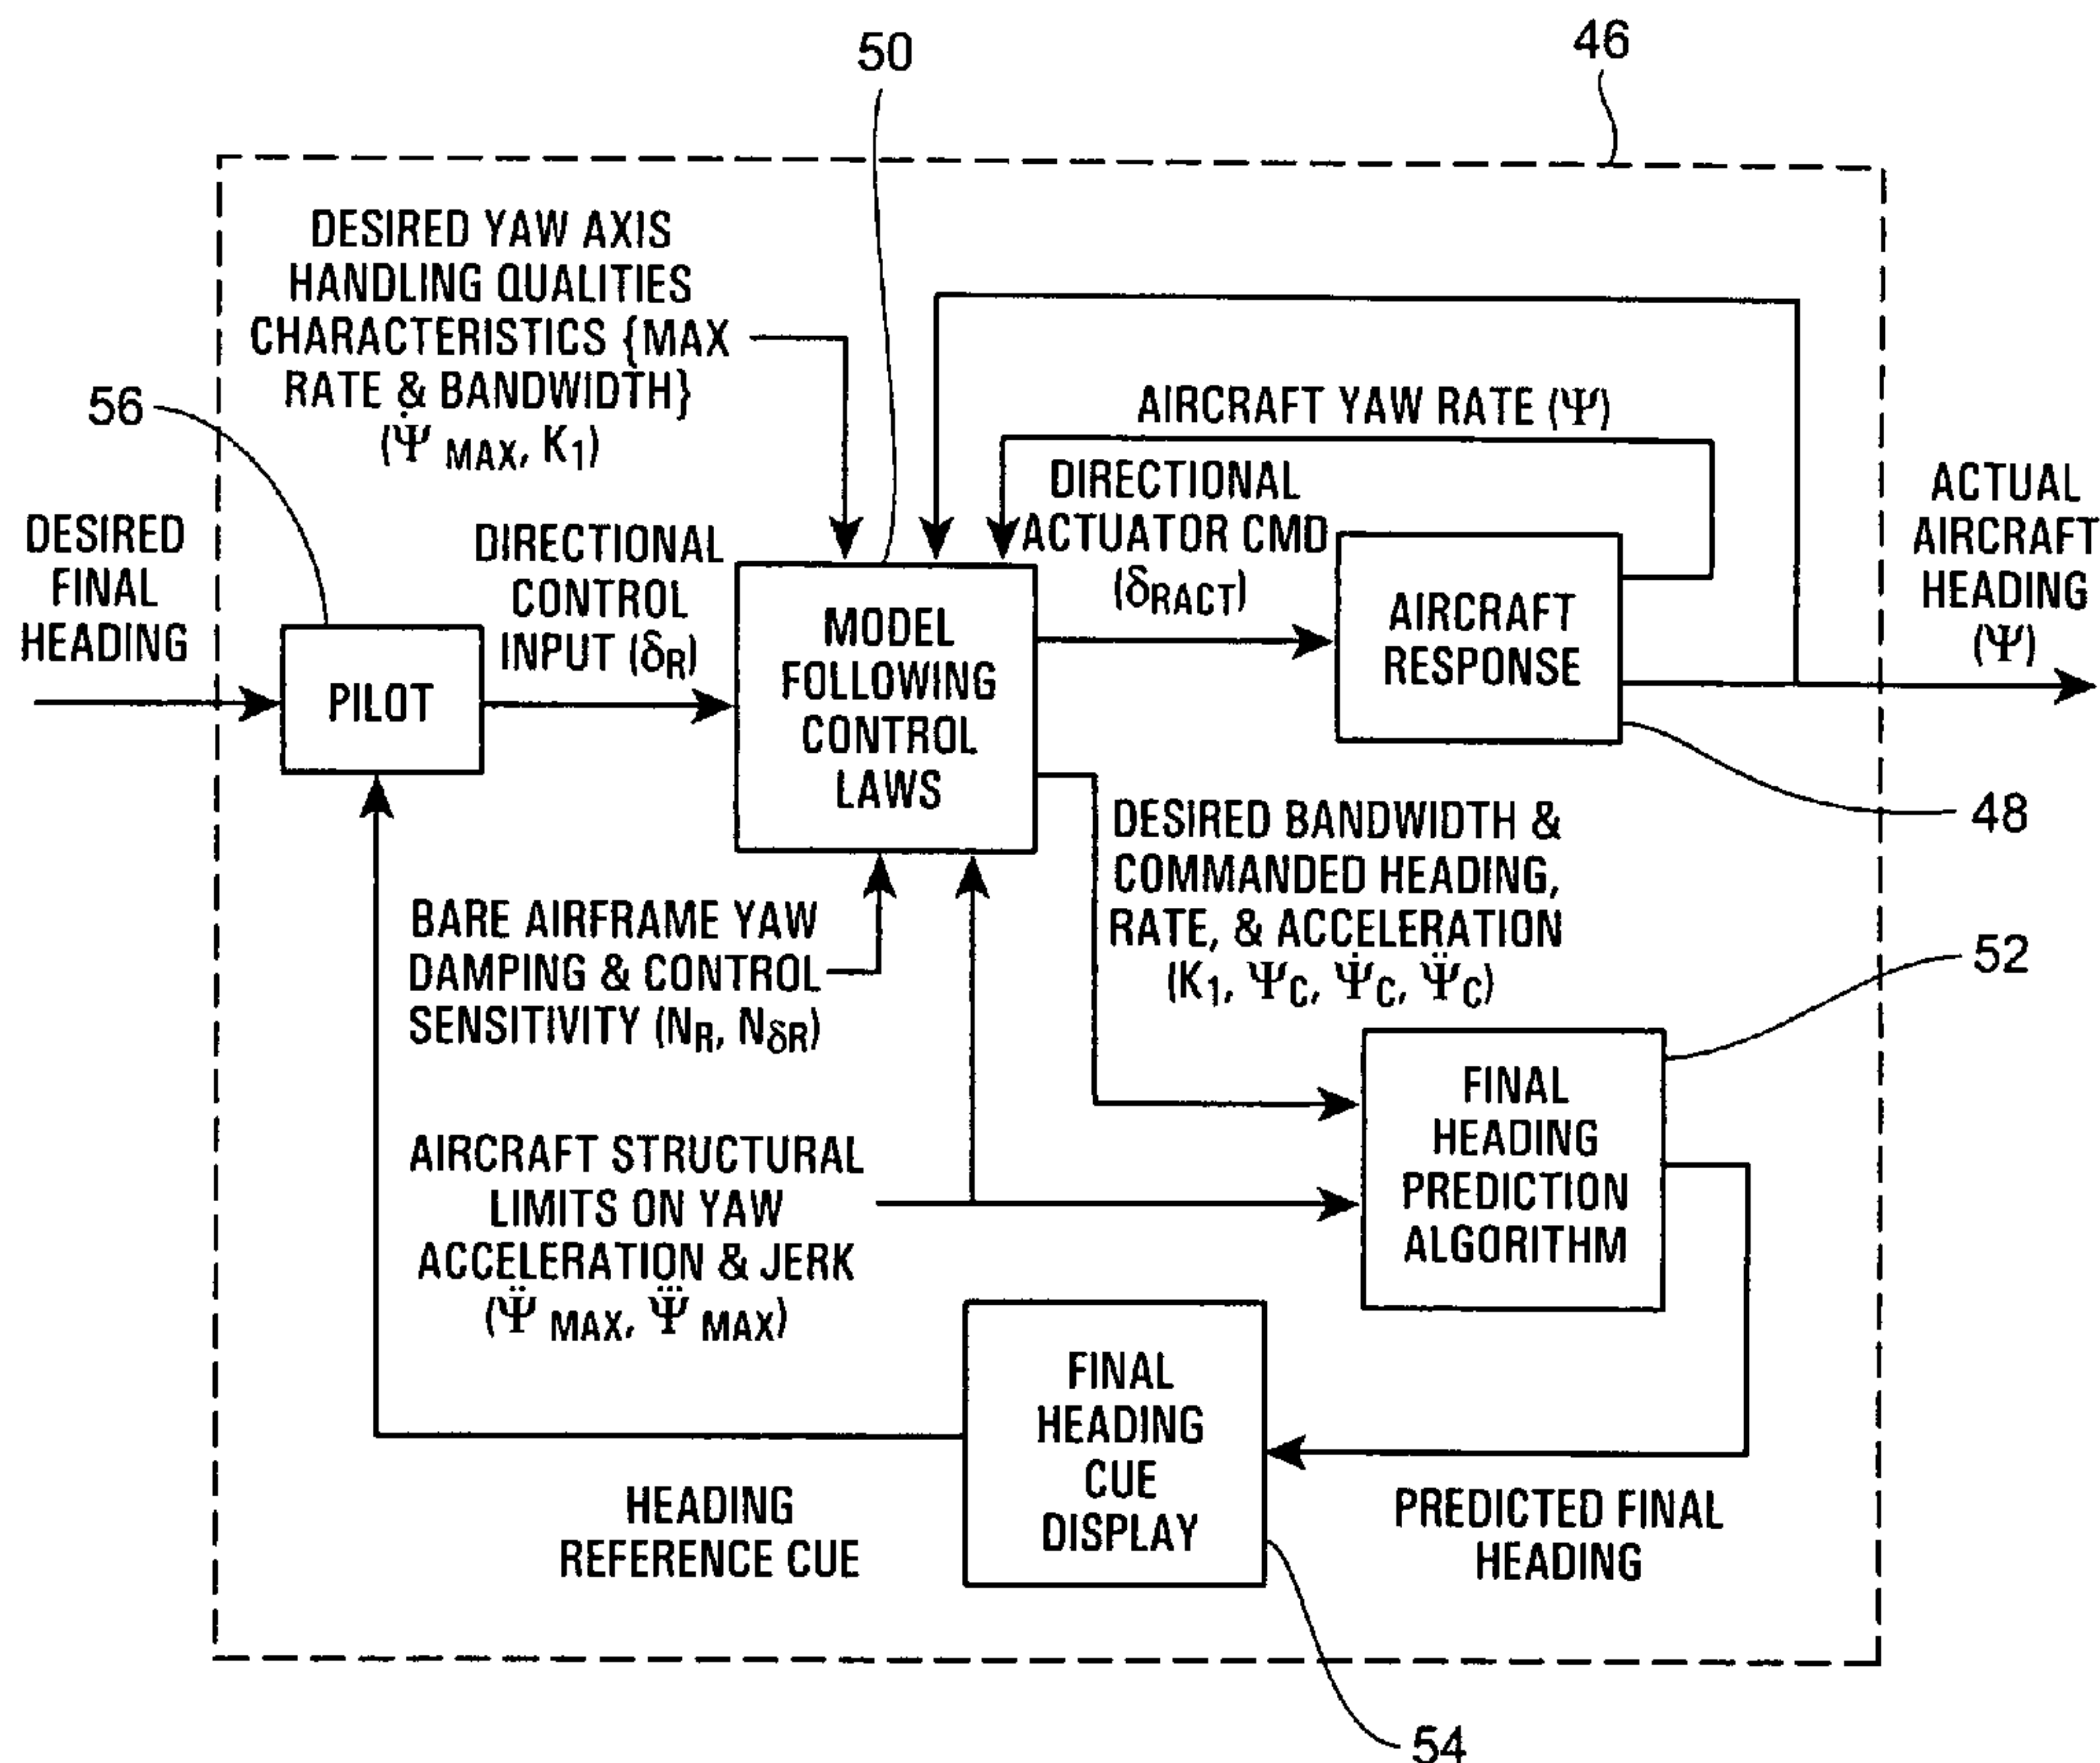 50
46
DESIRED YAW AXIS
HANDLING QUALITIES
CHARACTERISTICS {MAX
RATE & BANDWIDTH}
(Ψ̇ MAX, K1)
56
AIRCRAFT YAW RATE (Ψ)
DESIRED
FINAL
HEADING
DIRECTIONAL
CONTROL
INPUT (δR)
DIRECTIONAL
ACTUATOR CMD
(δRACT)
ACTUAL
AIRCRAFT
HEADING
(Ψ)
PILOT
MODEL
FOLLOWING
CONTROL
LAWS
AIRCRAFT
RESPONSE
48
DESIRED BANDWIDTH &
COMMANDED HEADING,
RATE, & ACCELERATION
(K1, ΨC, Ψ̇C, Ψ̈C)
BARE AIRFRAME YAW
DAMPING & CONTROL
SENSITIVITY (NR, NδR)
52
FINAL
HEADING
PREDICTION
ALGORITHM
AIRCRAFT STRUCTURAL
LIMITS ON YAW
ACCELERATION & JERK
(Ψ̈ MAX, Ψ⃛ MAX)
FINAL
HEADING
CUE
DISPLAY
HEADING
REFERENCE CUE
PREDICTED FINAL
HEADING
54